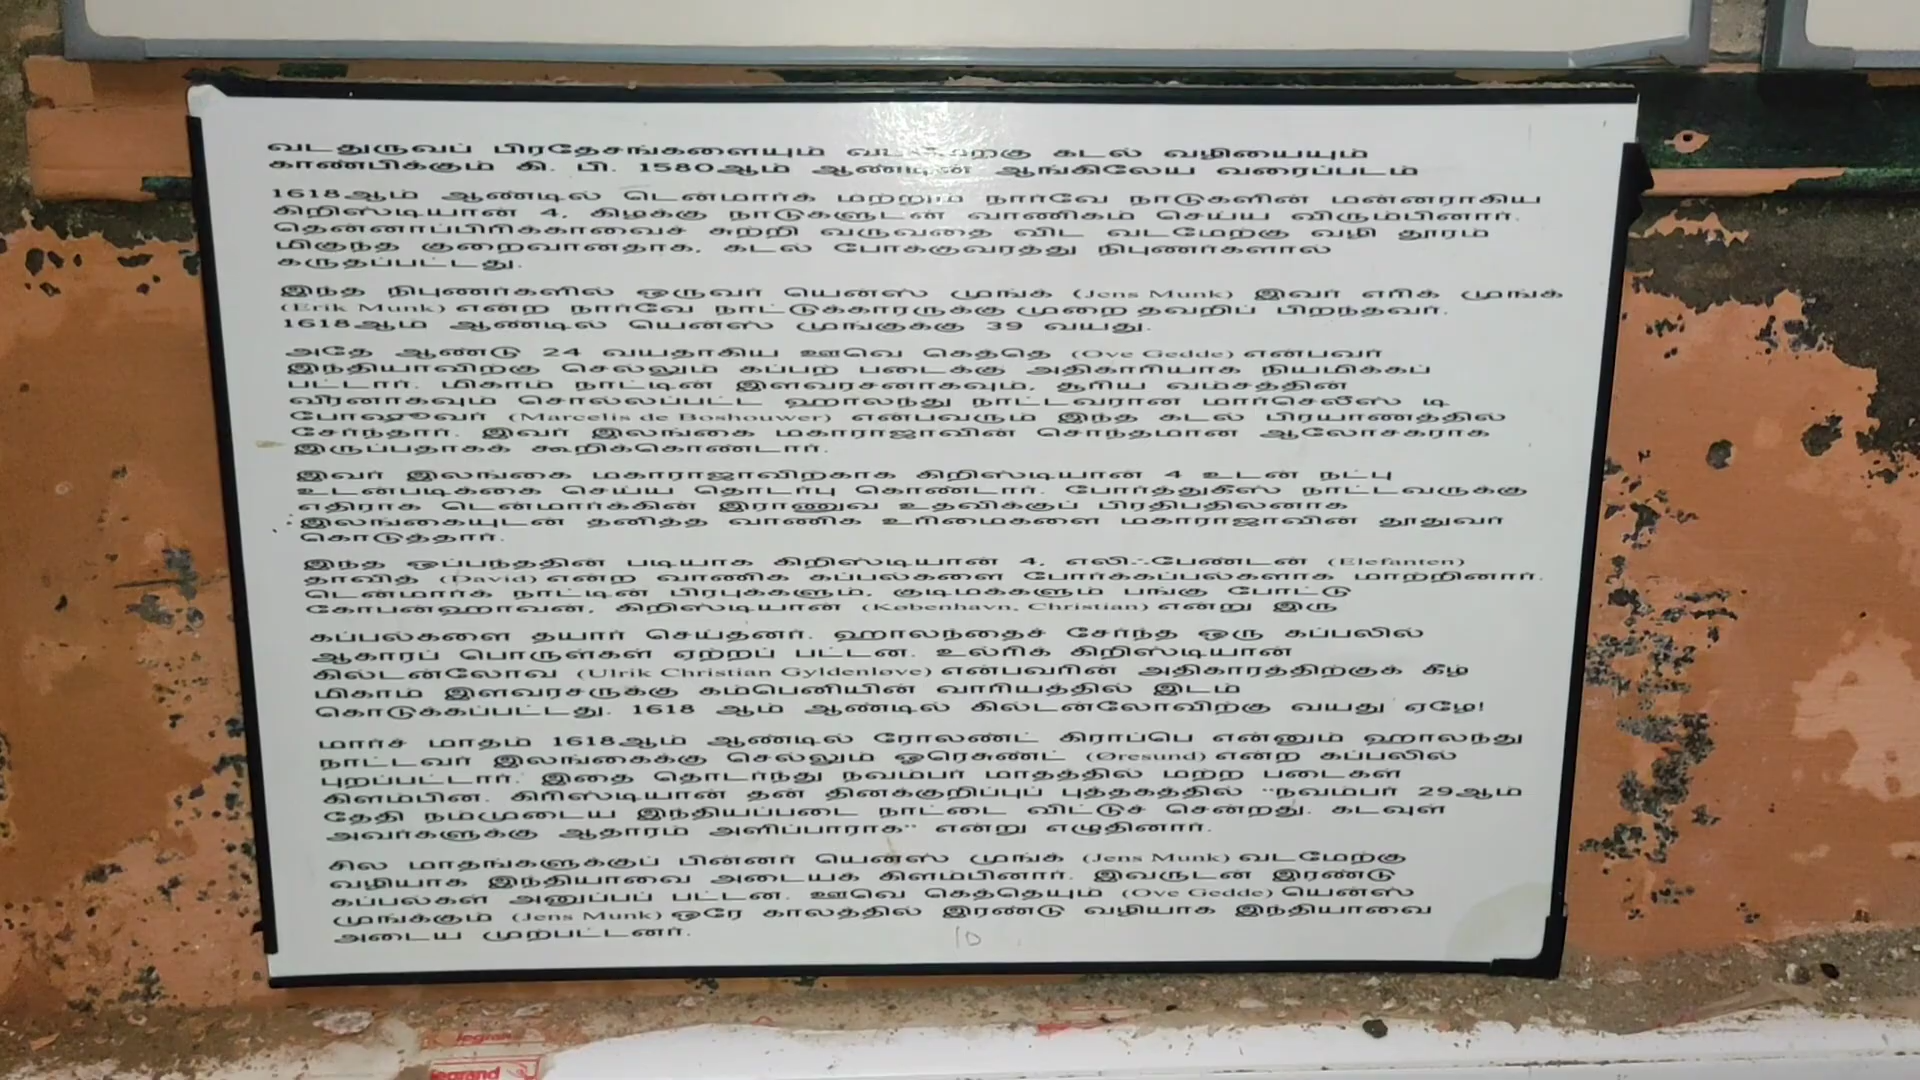 வடதுருவப் பிரதேசங்களையும் வடமேற்கு கடல் வழியையும்
காண்பிக்கும் கி. பி. 1580ஆம் ஆண்டின் ஆங்கிலேய வரைப்படம்
1618ஆம் ஆண்டில் டென்மார்க் மற்றும் நார்வே நாடுகளின் மன்னராகிய
கிறிஸ்டியான் 4, கிழக்கு நாடுகளுடன் வாணிகம் செய்ய விரும்பினார்.
தென்னாப்பிரிக்காவைச் சுற்றி வருவதை விட வடமேற்கு வழி தூரம்
மிகுந்த குறைவானதாக, கடல் போக்குவரத்து நிபுணர்களால்
கருதப்பட்டது.
இந்த நிபுணர்களில் ஒருவர் யென்ஸ் முங்க் (Jens Munk) இவர் எரிக் முங்க்
(Erik Munk) என்ற நார்வே நாட்டுக்காரருக்கு முறை தவறிப் பிறந்தவர்.
1618ஆம் ஆண்டில் யென்ஸ் முங்குக்கு 39 வயது.
அதே ஆண்டு 24 வயதாகிய ஊவெ கெத்தெ (Ove Gedde) என்பவர்
இந்தியாவிற்கு செல்லும் கப்பற் படைக்கு அதிகாரியாக நியமிக்கப்
பட்டார். மிகாம் நாட்டின் இளவரசனாகவும், சூரிய வம்சத்தின்
வீரனாகவும் சொல்லப்பட்ட ஹாலந்து நாட்டவரான மார்செலீஸ் டி
போஷூவர் (Marcelis de Boshouwer) என்பவரும் இந்த கடல் பிரயாணத்தில்
சேர்ந்தார். இவர் இலங்கை மகாராஜாவின் சொந்தமான ஆலோசகராக
இருப்பதாகக் கூறிக்கொண்டார்.
இவர் இலங்கை மகாராஜாவிற்காக கிறிஸ்டியான் 4 உடன் நட்பு
உடன்படிக்கை செய்ய தொடர்பு கொண்டார். போர்த்துகீஸ் நாட்டவருக்கு
எதிராக டென்மார்க்கின் இராணுவ உதவிக்குப் பிரதிபதிலனாக
இலங்கையுடன் தனித்த வாணிக உரிமைகளை மகாராஜாவின் தூதுவர்
கொடுத்தார்.
இந்த ஒப்பந்தத்தின் படியாக கிறிஸ்டியான் 4, எலிஃபேண்டன் (Elefanten)
தாவித் (David) என்ற வாணிக கப்பல்களை போர்க்கப்பல்களாக மாற்றினார்.
டென்மார்க் நாட்டின் பிரபுக்களும், குடிமக்களும் பங்கு போட்டு
கோபன்ஹாவன், கிறிஸ்டியான் (København, Christian) என்று இரு
கப்பல்களை தயார் செய்தனர். ஹாலந்தைச் சேர்ந்த ஒரு கப்பலில்
ஆகாரப் பொருள்கள் ஏற்றப் பட்டன. உல்ரிக் கிறிஸ்டியான்
கில்டன்லோவ (Ulrik Christian Gyldenløve) என்பவரின் அதிகாரத்திற்குக் கீழ்
மிகாம் இளவரசருக்கு கம்பெனியின் வாரியத்தில் இடம்
கொடுக்கப்பட்டது. 1618 ஆம் ஆண்டில் கில்டன்லோவிற்கு வயது ஏழே!
மார்ச் மாதம் 1618ஆம் ஆண்டில் ரோலண்ட் கிராப்பெ என்னும் ஹாலந்து
நாட்டவர் இலங்கைக்கு செல்லும் ஓரெசுண்ட் (Øresund) என்ற கப்பலில்
புறப்பட்டார். இதை தொடர்ந்து நவம்பர் மாதத்தில் மற்ற படைகள்
கிளம்பின. கிரிஸ்டியான் தன் தினக்குறிப்புப் புத்தகத்தில் "நவம்பர் 29ஆம்
தேதி நம்முடைய இந்தியப்படை நாட்டை விட்டுச் சென்றது. கடவுள்
அவர்களுக்கு ஆதாரம் அளிப்பாராக" என்று எழுதினார்.
சில மாதங்களுக்குப் பின்னர் யென்ஸ் முங்க் (Jens Munk) வடமேற்கு
வழியாக இந்தியாவை அடையக் கிளம்பினார். இவருடன் இரண்டு
கப்பல்கள் அனுப்பப் பட்டன. ஊவெ கெத்தெயும் (Ove Gedde) யென்ஸ்
முங்க்கும் (Jens Munk) ஒரே காலத்தில் இரண்டு வழியாக இந்தியாவை
அடைய முற்பட்டனர்.
10
legrand
legrand